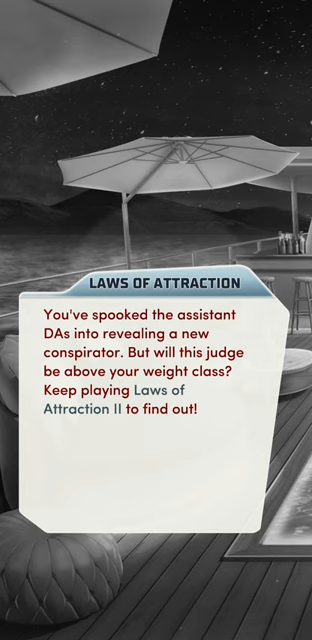 LAWS OF ATTRACTION
You've spooked the assistant
DAs into revealing a new
conspirator. But will this judge
be above your weight class?
Keep playing Laws of
Attraction II to find out!